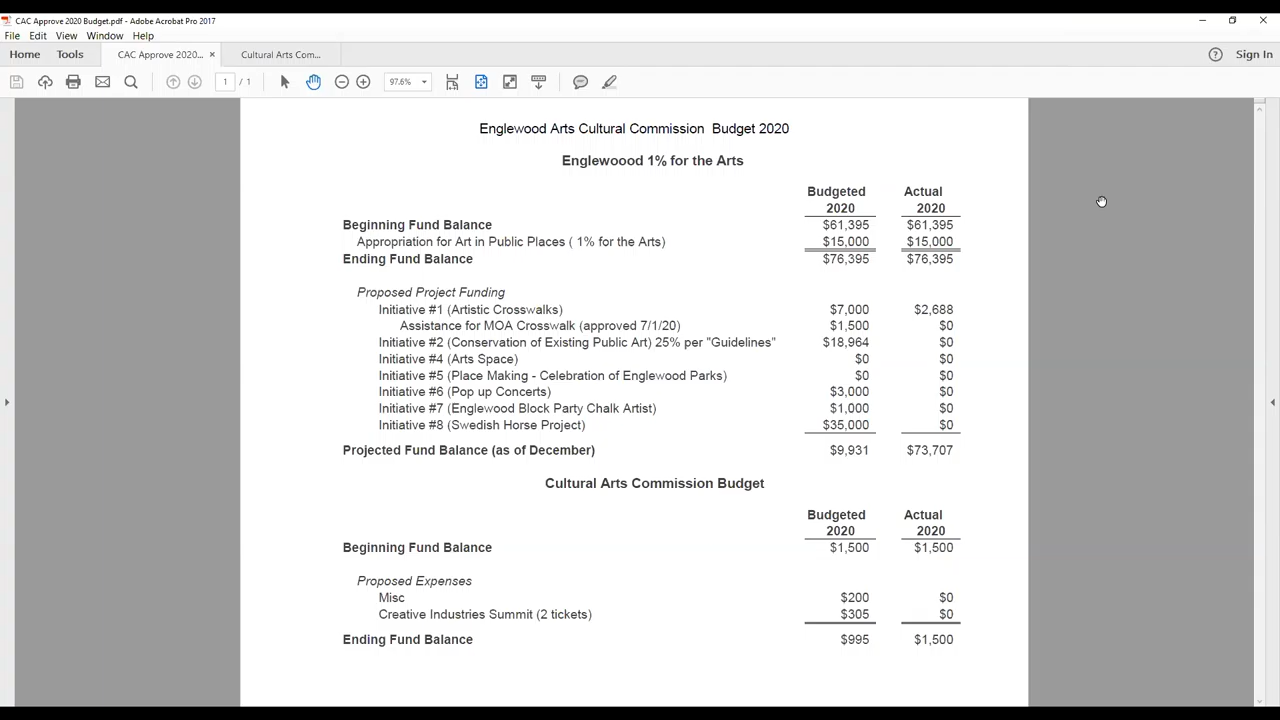 CAC Approve 2020 Budget.pdf - Adobe Acrobat Pro 2017
File Edit View Window Help
Home Tools CAC Approve 2020... × Cultural Arts Com... Sign In
1 / 1 97.6%
Englewood Arts Cultural Commission Budget 2020
Englewoood 1% for the Arts
Budgeted Actual
2020 2020
Beginning Fund Balance $61,395 $61,395
Appropriation for Art in Public Places ( 1% for the Arts) $15,000 $15,000
Ending Fund Balance $76,395 $76,395
Proposed Project Funding
Initiative #1 (Artistic Crosswalks) $7,000 $2,688
Assistance for MOA Crosswalk (approved 7/1/20) $1,500 $0
Initiative #2 (Conservation of Existing Public Art) 25% per "Guidelines" $18,964 $0
Initiative #4 (Arts Space) $0 $0
Initiative #5 (Place Making - Celebration of Englewood Parks) $0 $0
Initiative #6 (Pop up Concerts) $3,000 $0
Initiative #7 (Englewood Block Party Chalk Artist) $1,000 $0
Initiative #8 (Swedish Horse Project) $35,000 $0
Projected Fund Balance (as of December) $9,931 $73,707
Cultural Arts Commission Budget
Budgeted Actual
2020 2020
Beginning Fund Balance $1,500 $1,500
Proposed Expenses
Misc $200 $0
Creative Industries Summit (2 tickets) $305 $0
Ending Fund Balance $995 $1,500